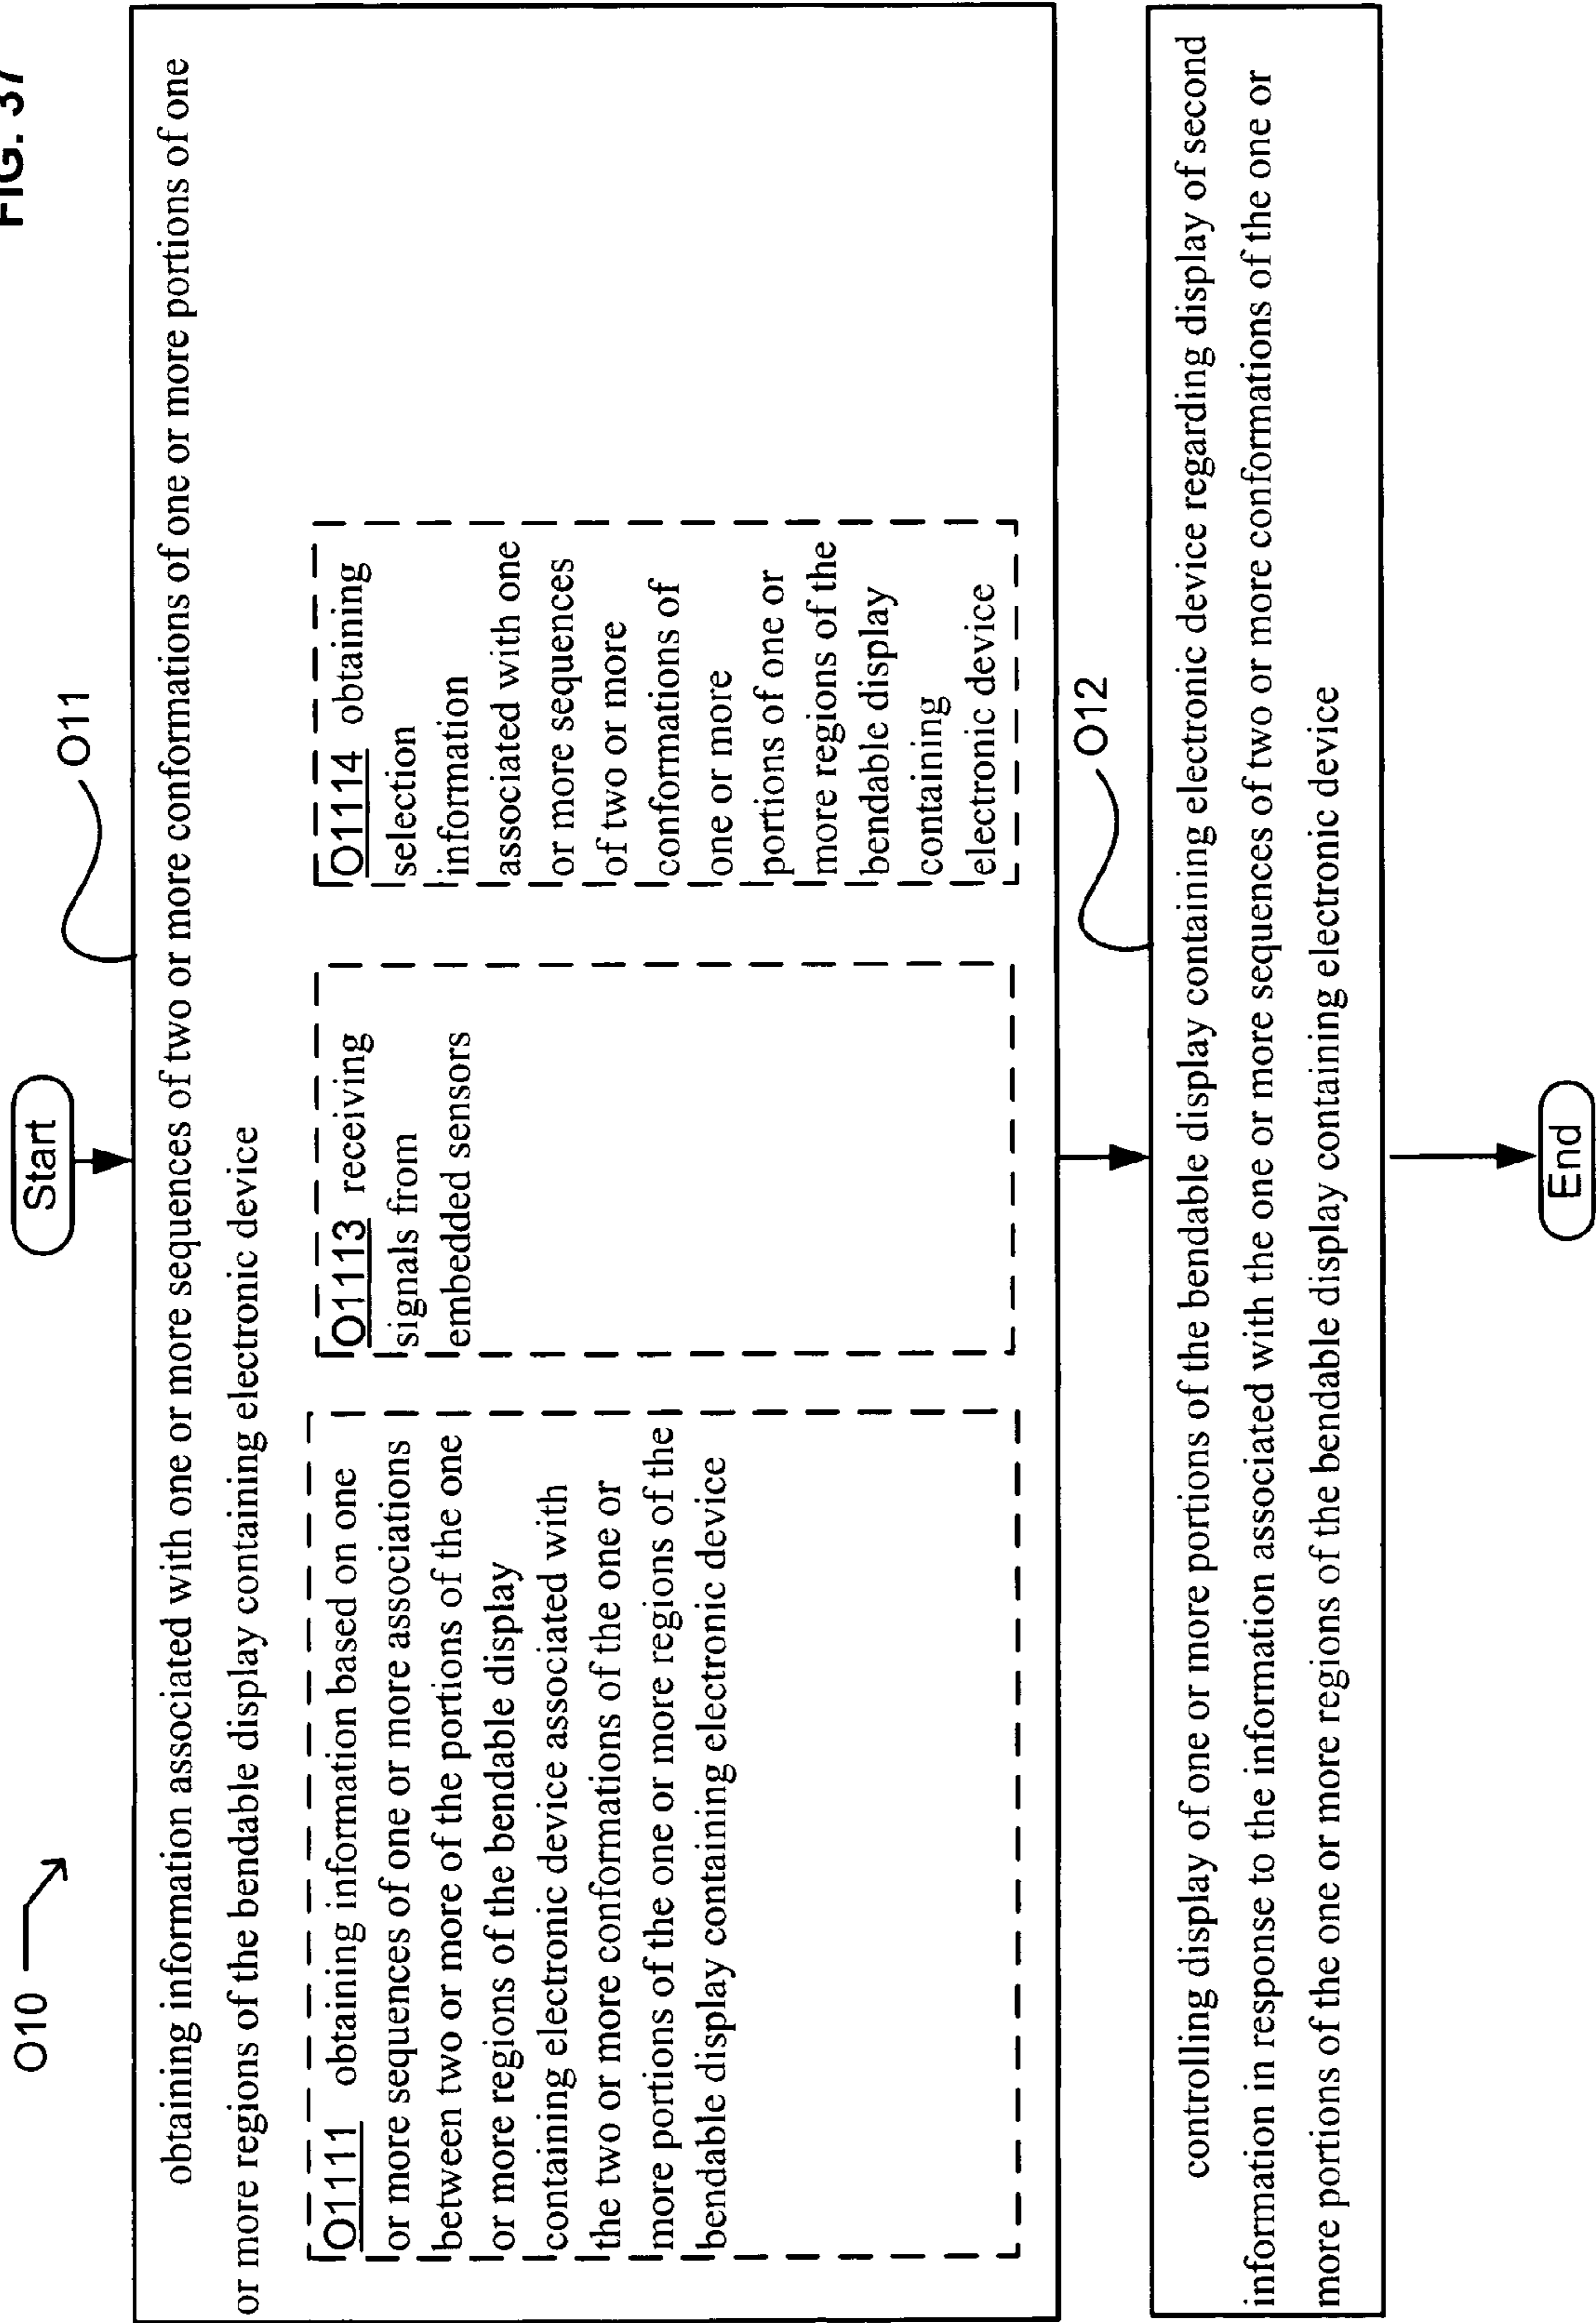 FIG. 37
O10
Start
O11
obtaining information associated with one or more sequences of two or more conformations of one or more portions of one
or more regions of the bendable display containing electronic device
O1111 obtaining information based on one
or more sequences of one or more associations
between two or more of the portions of the one
or more regions of the bendable display
containing electronic device associated with
the two or more conformations of the one or
more portions of the one or more regions of the
bendable display containing electronic device
O1113 receiving
signals from
embedded sensors
O1114 obtaining
selection
information
associated with one
or more sequences
of two or more
conformations of
one or more
portions of one or
more regions of the
bendable display
containing
electronic device
O12
controlling display of one or more portions of the bendable display containing electronic device regarding display of second
information in response to the information associated with the one or more sequences of two or more conformations of the one or
more portions of the one or more regions of the bendable display containing electronic device
End